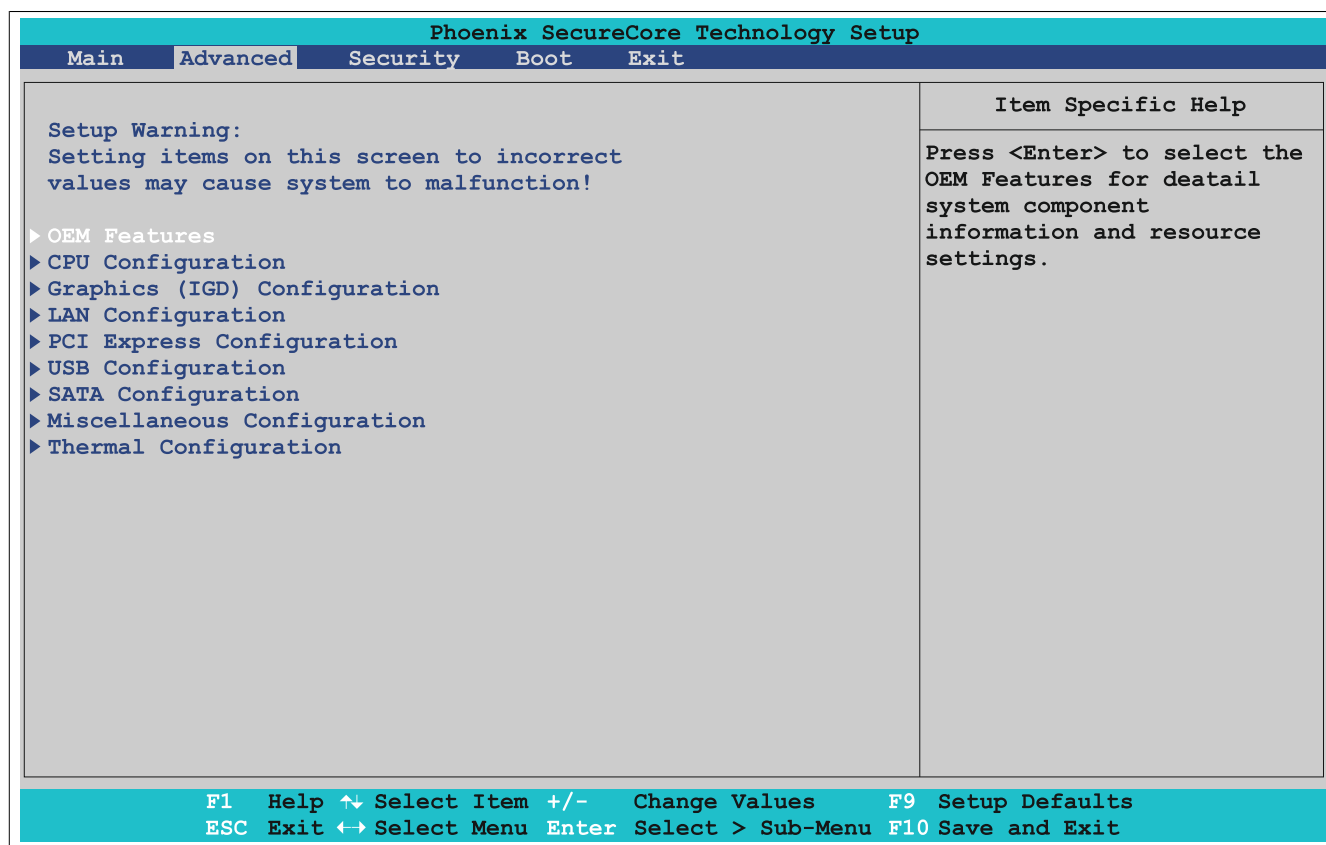 Phoenix SecureCore Technology Setup
Main Advanced Security Boot Exit
Setup Warning:
Setting items on this screen to incorrect
values may cause system to malfunction!
▶ OEM Features
▶ CPU Configuration
▶ Graphics (IGD) Configuration
▶ LAN Configuration
▶ PCI Express Configuration
▶ USB Configuration
▶ SATA Configuration
▶ Miscellaneous Configuration
▶ Thermal Configuration
Item Specific Help
Press <Enter> to select the
OEM Features for deatail
system component
information and resource
settings.
F1 Help ↑↓ Select Item +/- Change Values F9 Setup Defaults
ESC Exit ↔ Select Menu Enter Select > Sub-Menu F10 Save and Exit